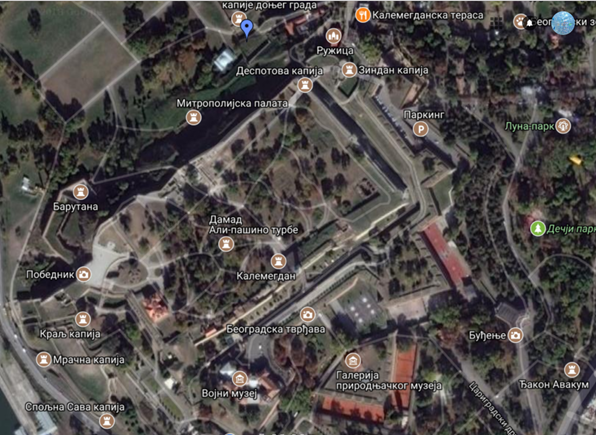 капије доњег града
Калемегданска тераса
Ружица
Деспотова капија
Зиндан капија
Митрополијска палата
Паркинг
Луна-парк
Барутана
Дамад
Али-пашино турбе
Дечји парк
Победник
Калемегдан
Београдска тврђава
Краљ капија
Буђење
Мрачна капија
Галерија
природњачког музеја
Војни музеј
Ђакон Авакум
Спољна Сава капија
Цариградски